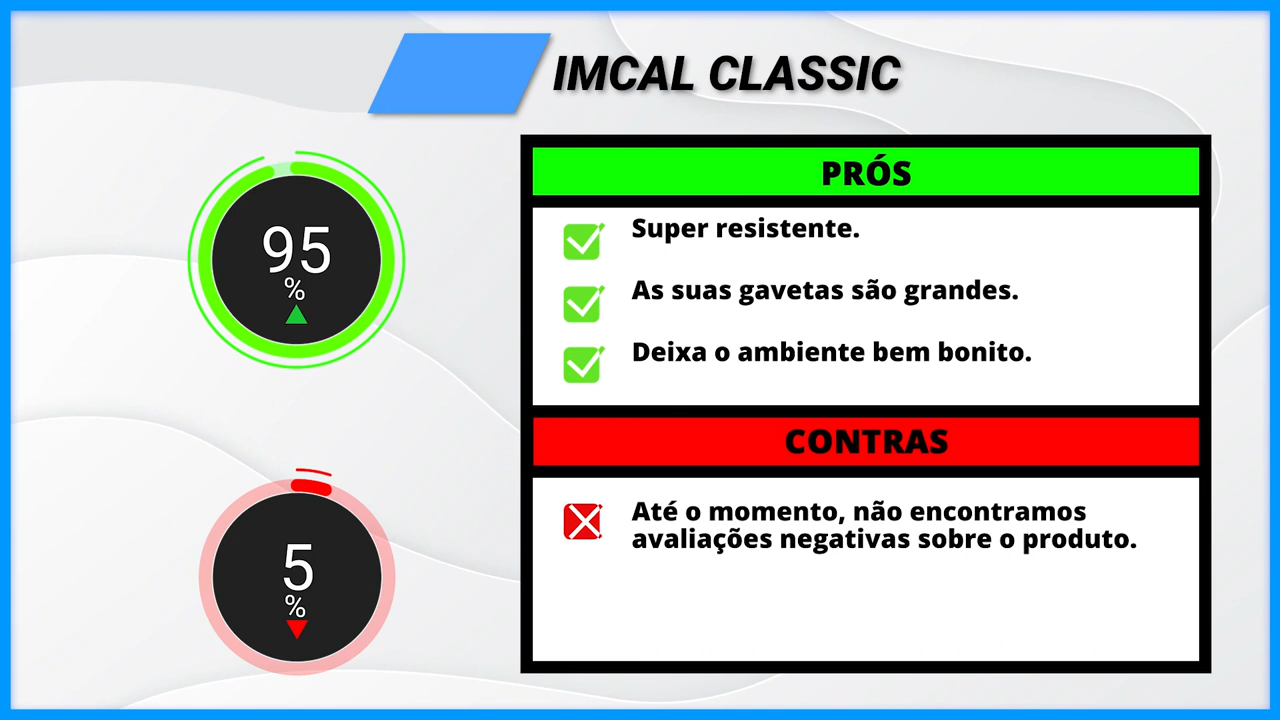 IMCAL CLASSIC
95
%
5
%
PRÓS
Super resistente.
As suas gavetas são grandes.
Deixa o ambiente bem bonito.
CONTRAS
Até o momento, não encontramos
avaliações negativas sobre o produto.